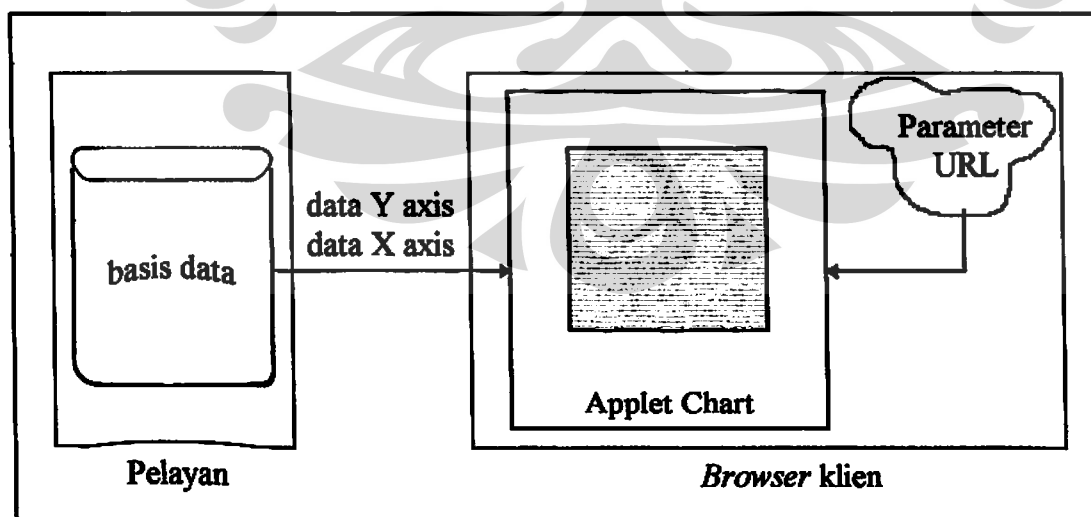 Parameter
URL
data Y axis
data X axis
basis data
Applet Chart
Pelayan
Browser klien